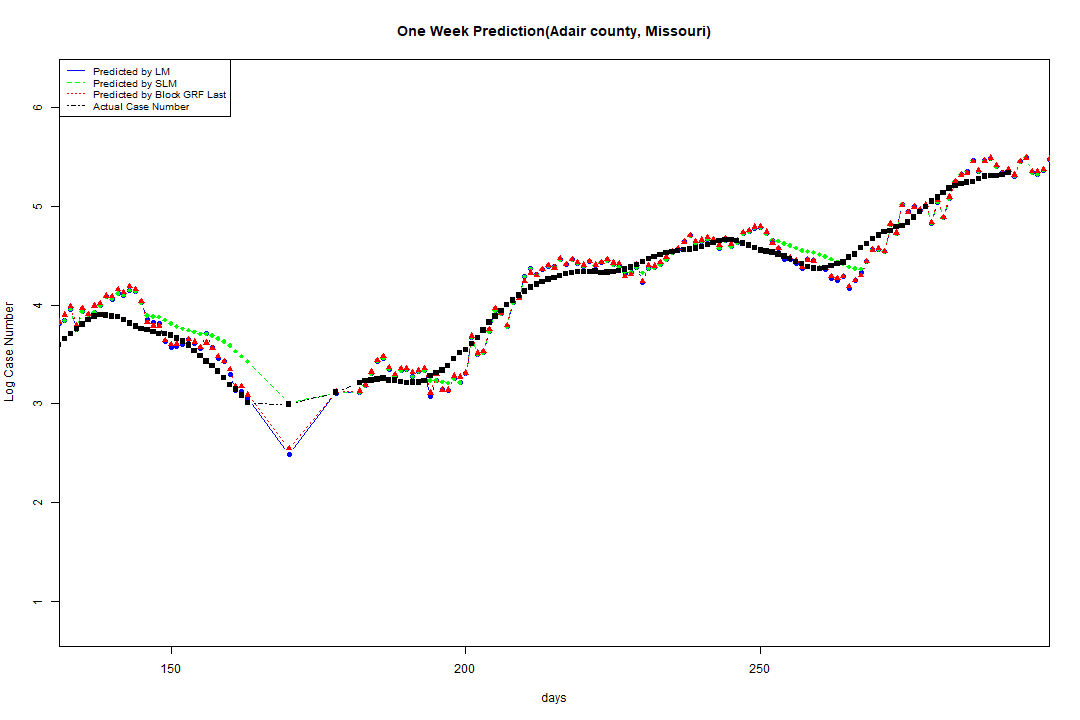 One Week Prediction(Adair county, Missouri)
Predicted by LM
Predicted by SLM
Predicted by Block GRF Last
Actual Case Number
6
5
4
3
2
1
Log Case Number
150 200 250
days